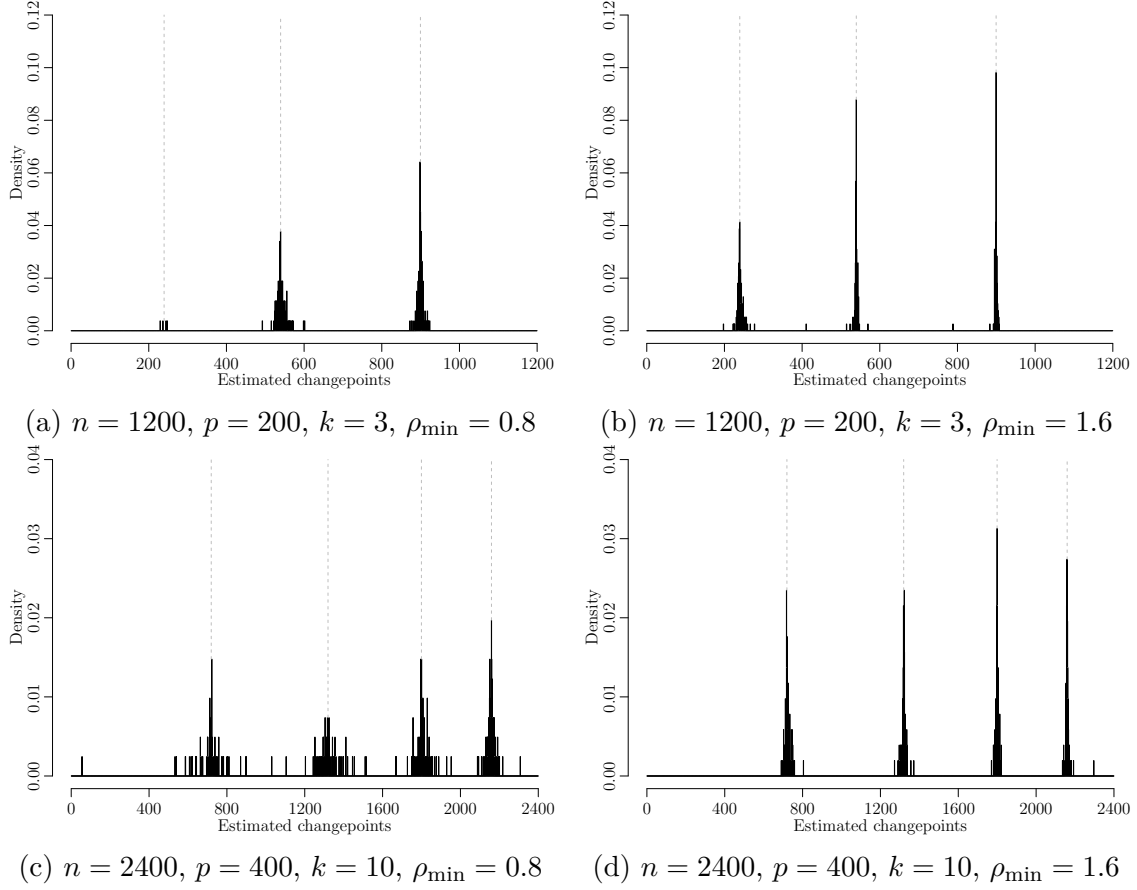 0.00 0.02 0.04 0.06 0.08 0.10 0.12
Density
0 200 400 600 800 1000 1200
Estimated changepoints
(a) n = 1200, p = 200, k = 3, ρmin = 0.8
0.00 0.02 0.04 0.06 0.08 0.10 0.12
Density
0 200 400 600 800 1000 1200
Estimated changepoints
(b) n = 1200, p = 200, k = 3, ρmin = 1.6
0.00 0.01 0.02 0.03 0.04
Density
0 400 800 1200 1600 2000 2400
Estimated changepoints
(c) n = 2400, p = 400, k = 10, ρmin = 0.8
0.00 0.01 0.02 0.03 0.04
Density
0 400 800 1200 1600 2000 2400
Estimated changepoints
(d) n = 2400, p = 400, k = 10, ρmin = 1.6